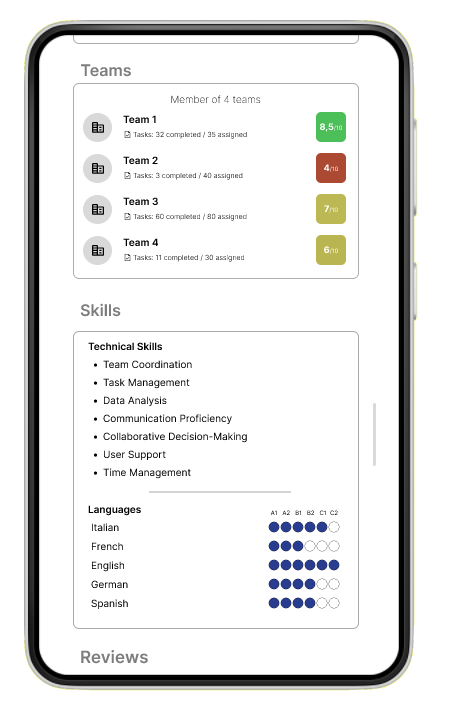 Teams
Member of 4 teams
Team 1
Tasks: 32 completed / 35 assigned
8,5/10
Team 2
Tasks: 3 completed / 40 assigned
4/10
Team 3
Tasks: 60 completed / 80 assigned
7/10
Team 4
Tasks: 11 completed / 30 assigned
6/10
Skills
Technical Skills
• Team Coordination
• Task Management
• Data Analysis
• Communication Proficiency
• Collaborative Decision-Making
• User Support
• Time Management
Languages A1 A2 B1 B2 C1 C2
Italian
French
English
German
Spanish
Reviews